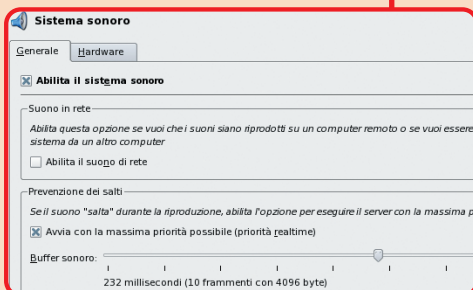 Sistema sonoro
Generale Hardware
Abilita il sistema sonoro
Suono in rete
Abilita questa opzione se vuoi che i suoni siano riprodotti su un computer remoto o se vuoi essere
sistema da un altro computer
Abilita il suono di rete
Prevenzione dei salti
Se il suono "salta" durante la riproduzione, abilita l'opzione per eseguire il server con la massima
Avvia con la massima priorità possibile (priorità realtime)
Buffer sonoro:
232 millisecondi (10 frammenti con 4096 byte)